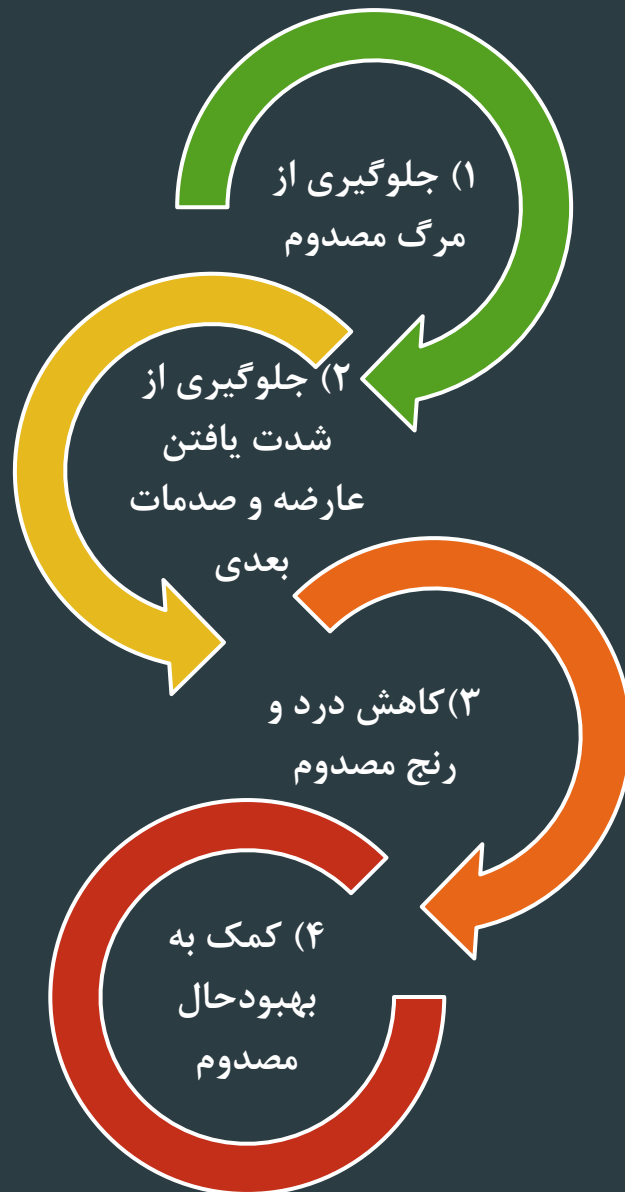 ۱) جلوگیری از
مرگ مصدوم
۲) جلوگیری از
شدت یافتن
عارضه و صدمات
بعدی
۳)کاهش درد و
رنج مصدوم
۴) کمک به
بهبودحال
مصدوم